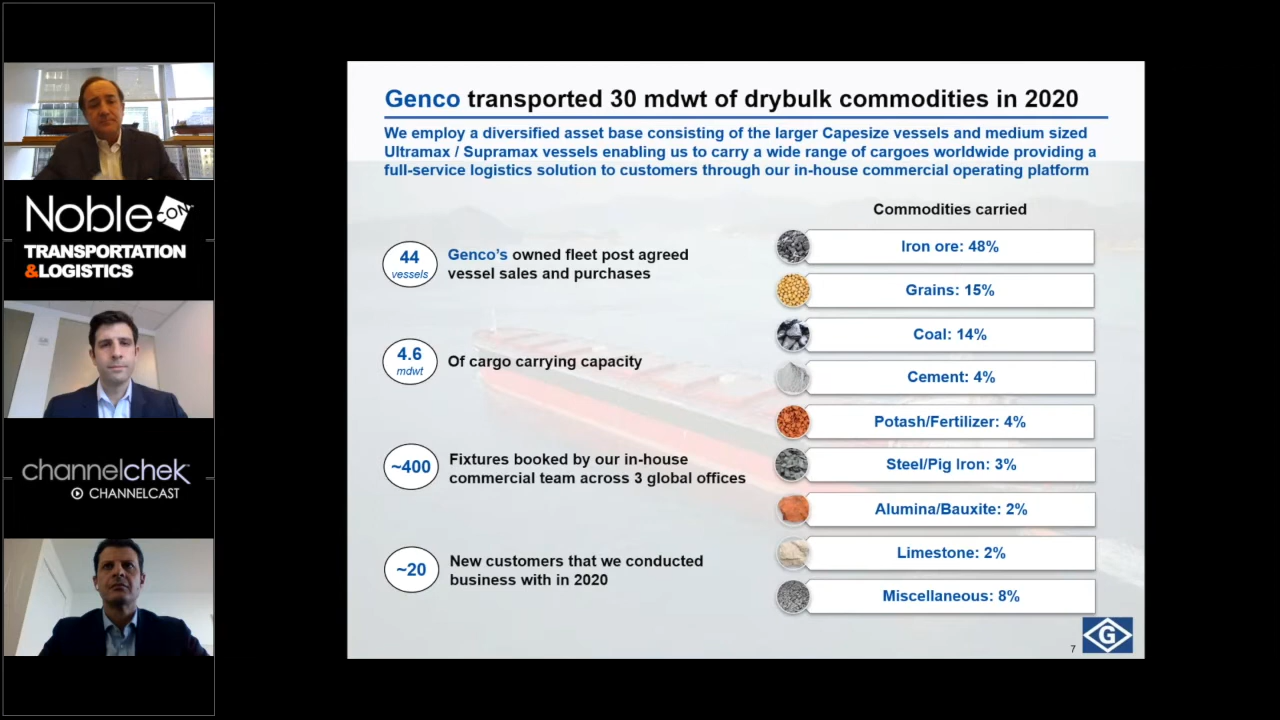 Noble CON
TRANSPORTATION
&LOGISTICS
channelchek
CHANNELCAST
Genco transported 30 mdwt of drybulk commodities in 2020
We employ a diversified asset base consisting of the larger Capesize vessels and medium sized
Ultramax / Supramax vessels enabling us to carry a wide range of cargoes worldwide providing a
full-service logistics solution to customers through our in-house commercial operating platform
44
vessels
Genco's owned fleet post agreed
vessel sales and purchases
4.6
mdwt
Of cargo carrying capacity
~400
Fixtures booked by our in-house
commercial team across 3 global offices
~20
New customers that we conducted
business with in 2020
Commodities carried
Iron ore: 48%
Grains: 15%
Coal: 14%
Cement: 4%
Potash/Fertilizer: 4%
Steel/Pig Iron: 3%
Alumina/Bauxite: 2%
Limestone: 2%
Miscellaneous: 8%
7
G